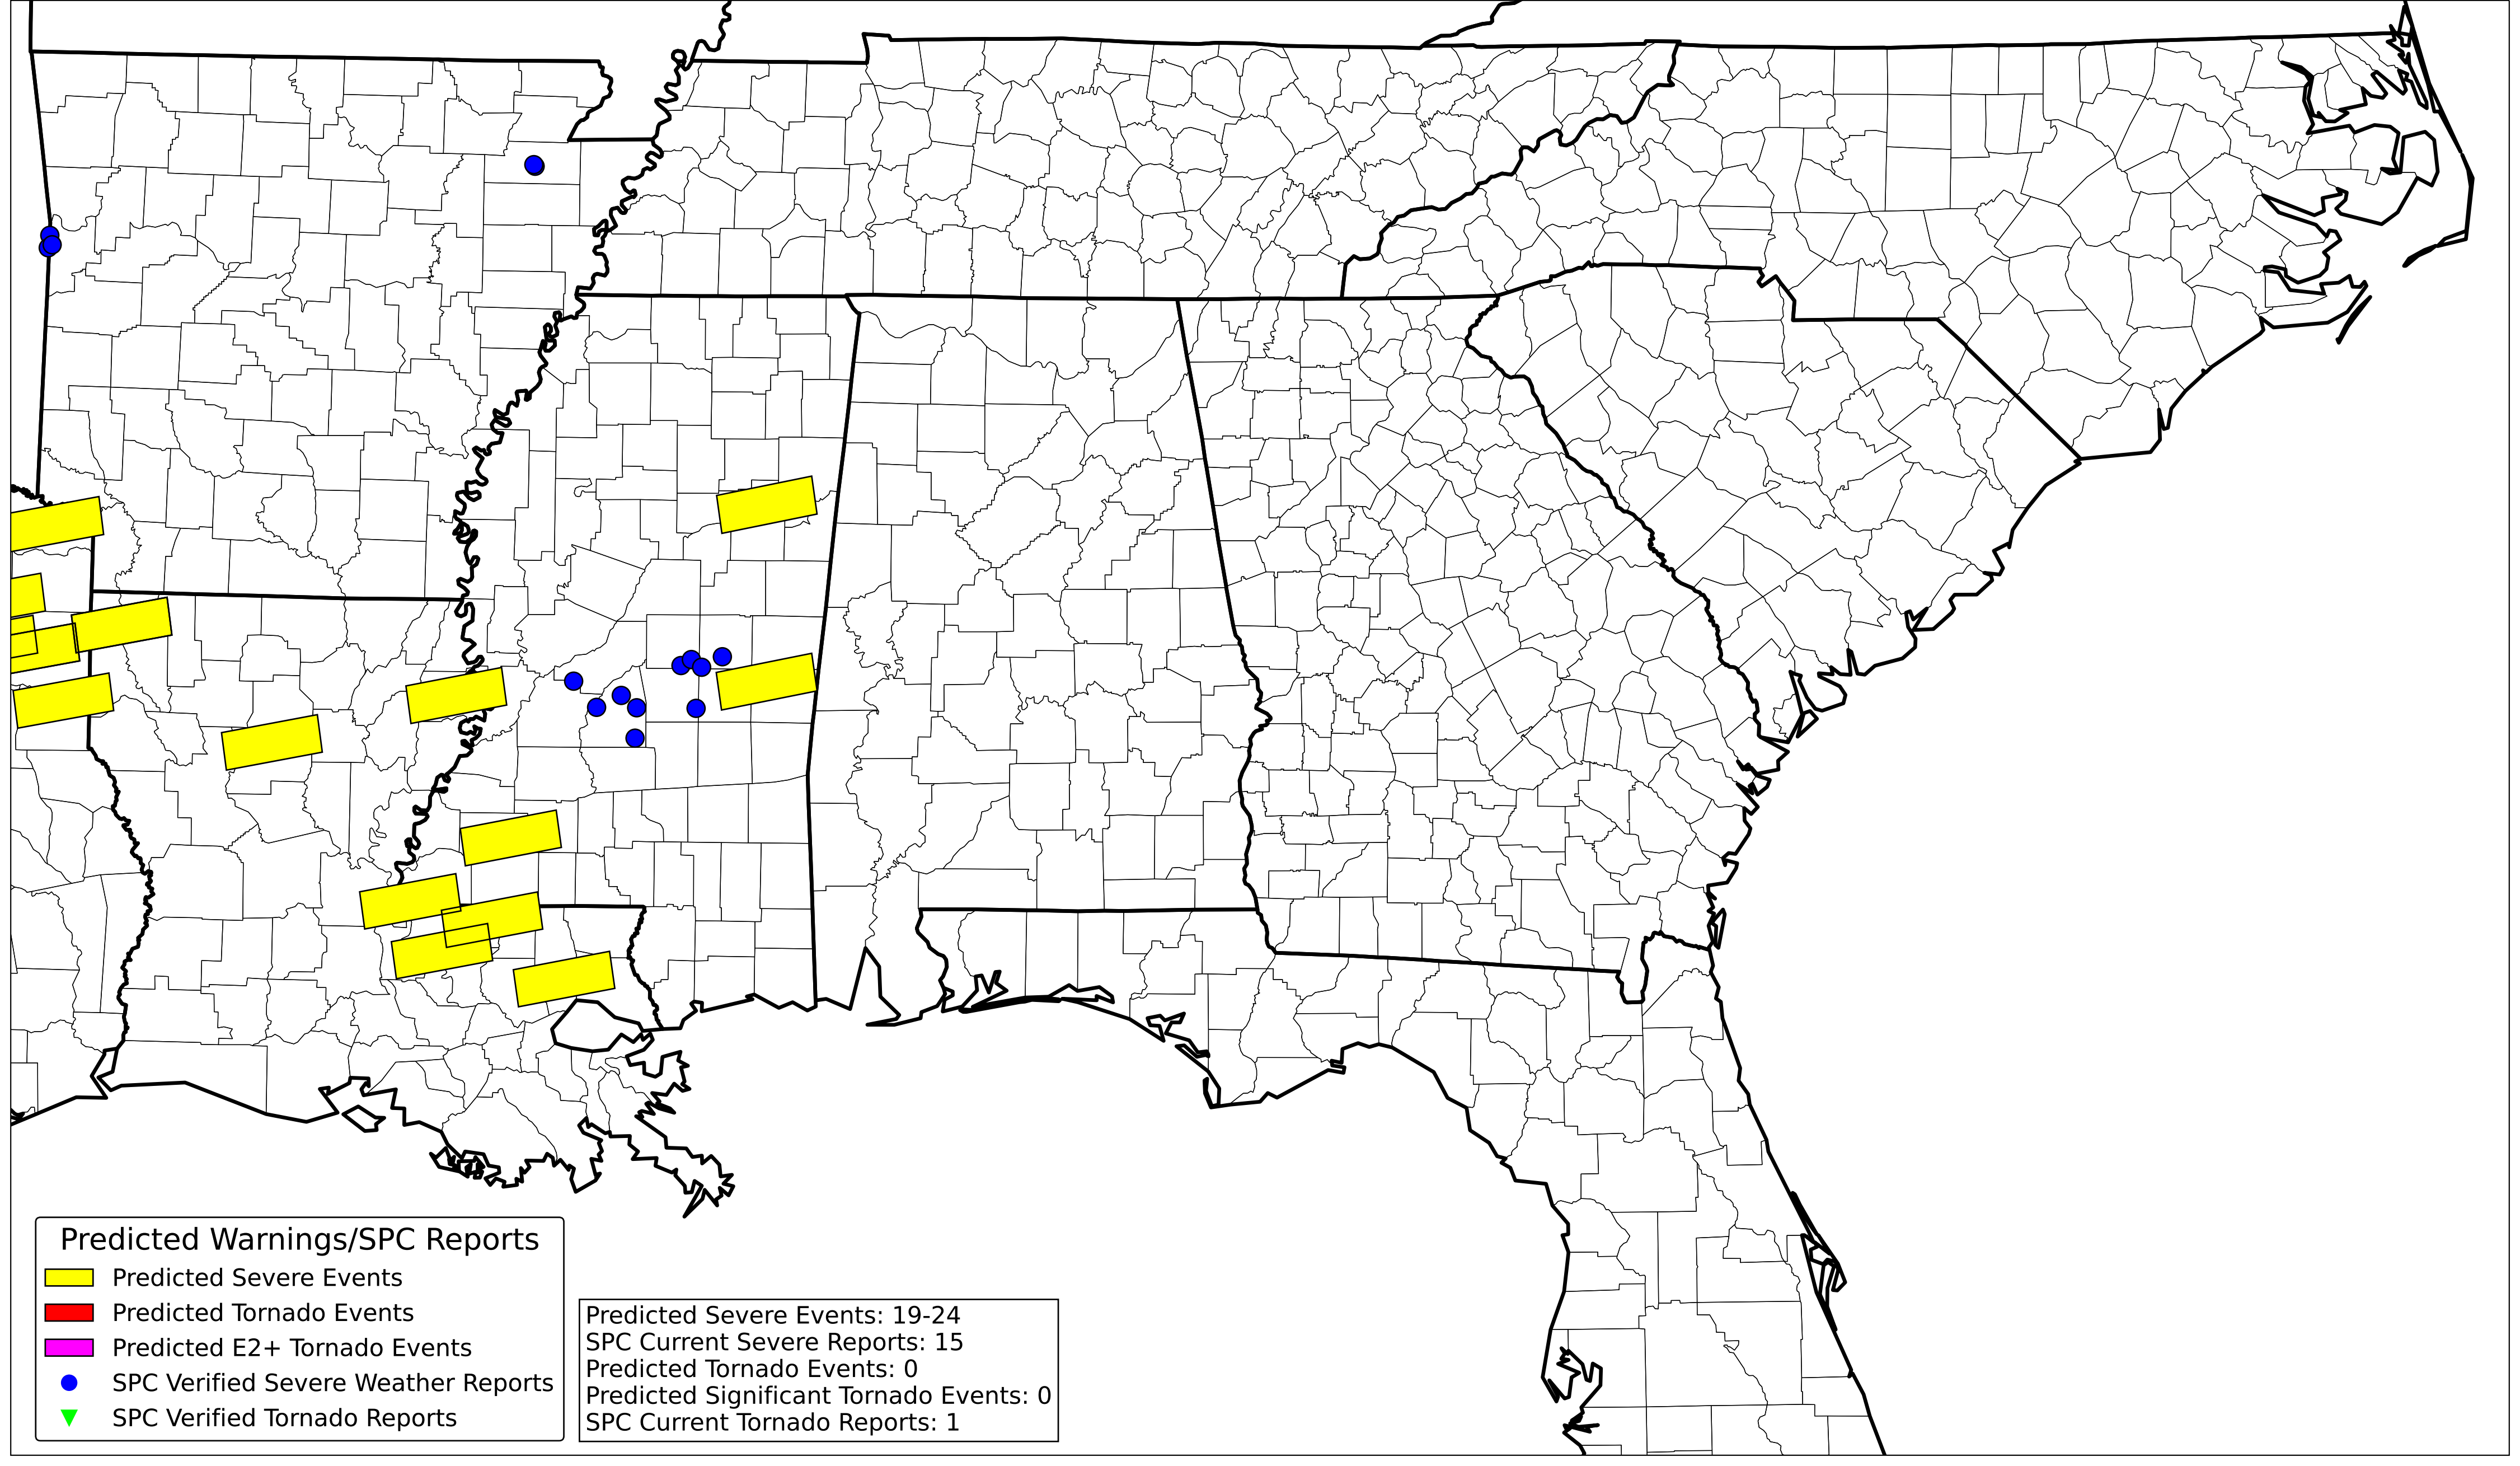 Predicted Warnings/SPC Reports
Predicted Severe Events
Predicted Tornado Events
Predicted E2+ Tornado Events
SPC Verified Severe Weather Reports
SPC Verified Tornado Reports
Predicted Severe Events: 19-24
SPC Current Severe Reports: 15
Predicted Tornado Events: 0
Predicted Significant Tornado Events: 0
SPC Current Tornado Reports: 1